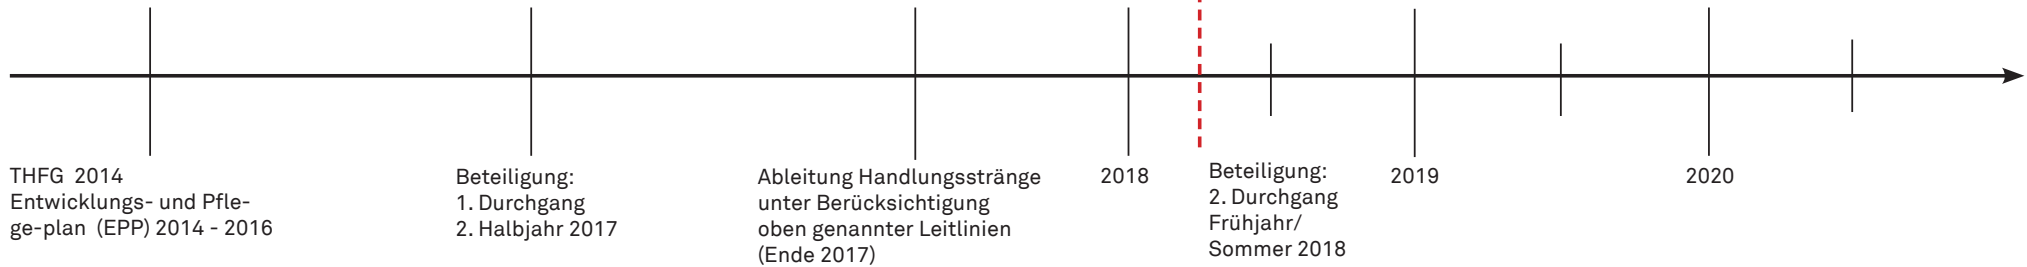 THFG 2014
Entwicklungs- und Pfle-
ge-plan (EPP) 2014 - 2016
Beteiligung:
1. Durchgang
2. Halbjahr 2017
Ableitung Handlungsstränge
unter Berücksichtigung
oben genannter Leitlinien
(Ende 2017)
2018
Beteiligung:
2. Durchgang
Frühjahr/
Sommer 2018
2019
2020